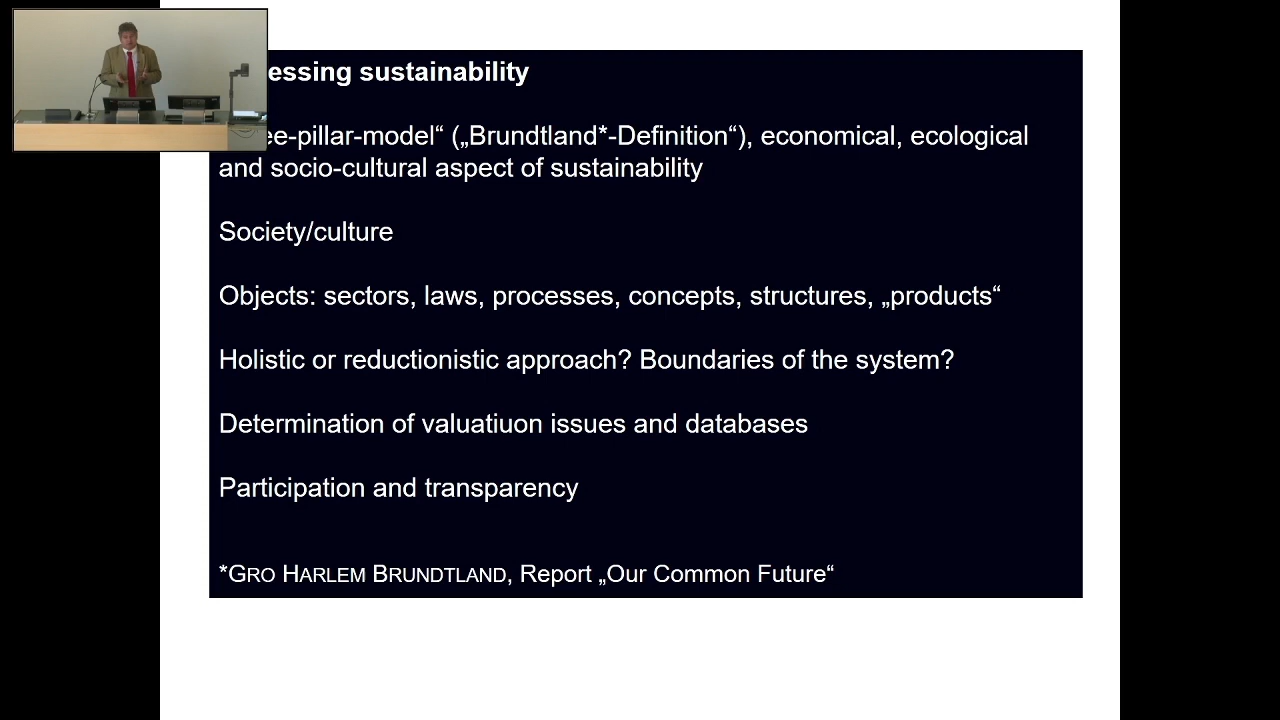 essing sustainability
ee-pillar-model“ („Brundtland*-Definition“), economical, ecological
and socio-cultural aspect of sustainability
Society/culture
Objects: sectors, laws, processes, concepts, structures, „products“
Holistic or reductionistic approach? Boundaries of the system?
Determination of valuatiuon issues and databases
Participation and transparency
*GRO HARLEM BRUNDTLAND, Report „Our Common Future“